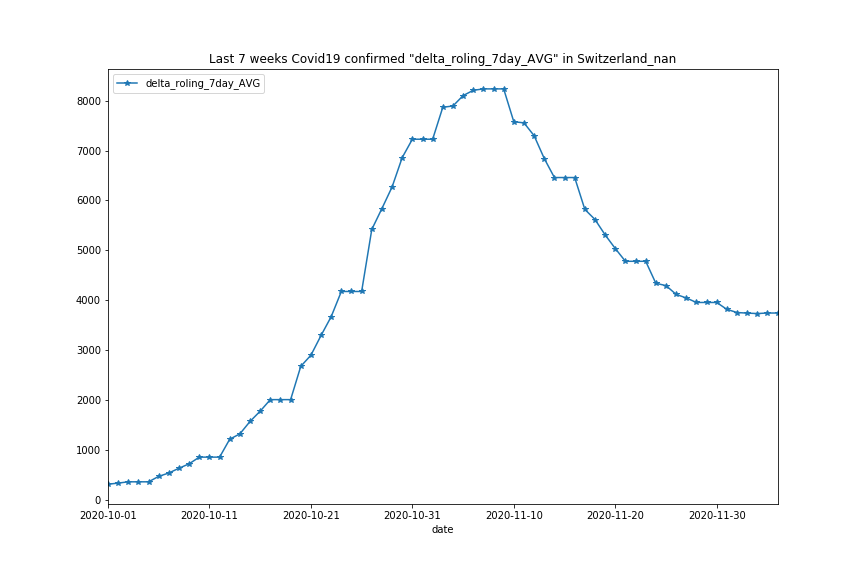 Last 7 weeks Covid19 confirmed "delta_roling_7day_AVG" in Switzerland_nan
delta_roling_7day_AVG
8000
7000
6000
5000
4000
3000
2000
1000
0
2020-10-01 2020-10-11 2020-10-21 2020-10-31 2020-11-10 2020-11-20 2020-11-30
date